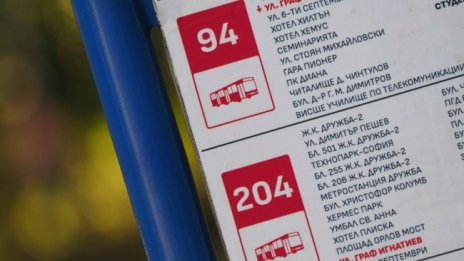 94
УЛ. ГРАФ
УЛ. 6-ТИ СЕПТЕМВРИ
ХОТЕЛ ХИЛТЪН
ХОТЕЛ ХЕМУС
СЕМИНАРИЯТА
УЛ. СТОЯН МИХАЙЛОВСКИ
ГАРА ПИОНЕР
ПК ДИАНА
ЧИТАЛИЩЕ Д. ЧИНТУЛОВ
БУЛ. Д-Р Г. М. ДИМИТРОВ
ВИСШЕ УЧИЛИЩЕ ПО ТЕЛЕКОМУНИКАЦИИ
204
Ж.К. ДРУЖБА-2
УЛ. ДИМИТЪР ПЕШЕВ
БЛ. 501 Ж.К. ДРУЖБА-2
ТЕХНОПАРК-СОФИЯ
БЛ. 255 Ж.К. ДРУЖБА-2
БЛ. 206 Ж.К. ДРУЖБА-2
МЕТРОСТАНЦИЯ ДРУЖБА
БУЛ. ХРИСТОФОР КОЛУМБ
ХЕРМЕС ПАРК
УМБАЛ СВ. АННА
ХОТЕЛ ПЛИСКА
ПЛОЩАД ОРЛОВ МОСТ
УЛ. ГРАФ ИГНАТИЕВ